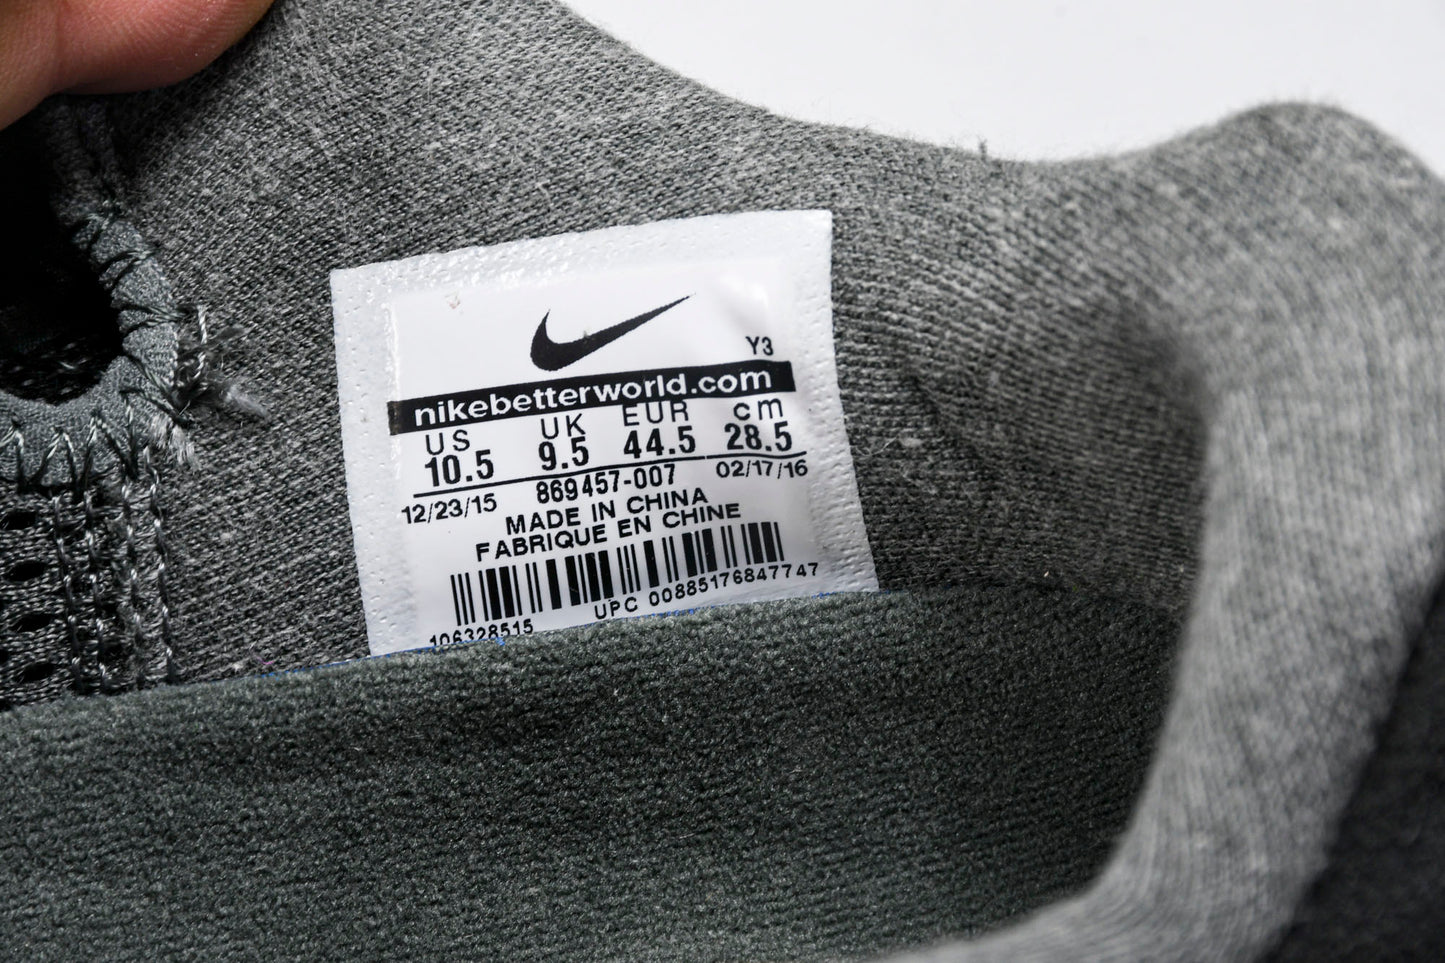 Y3
nikebetterworld.com
US UK EUR cm
10.5 9.5 44.5 28.5
12/23/15 869457-007 02/17/16
MADE IN CHINA
FABRIQUE EN CHINE
UPC 00885176847747
106328515